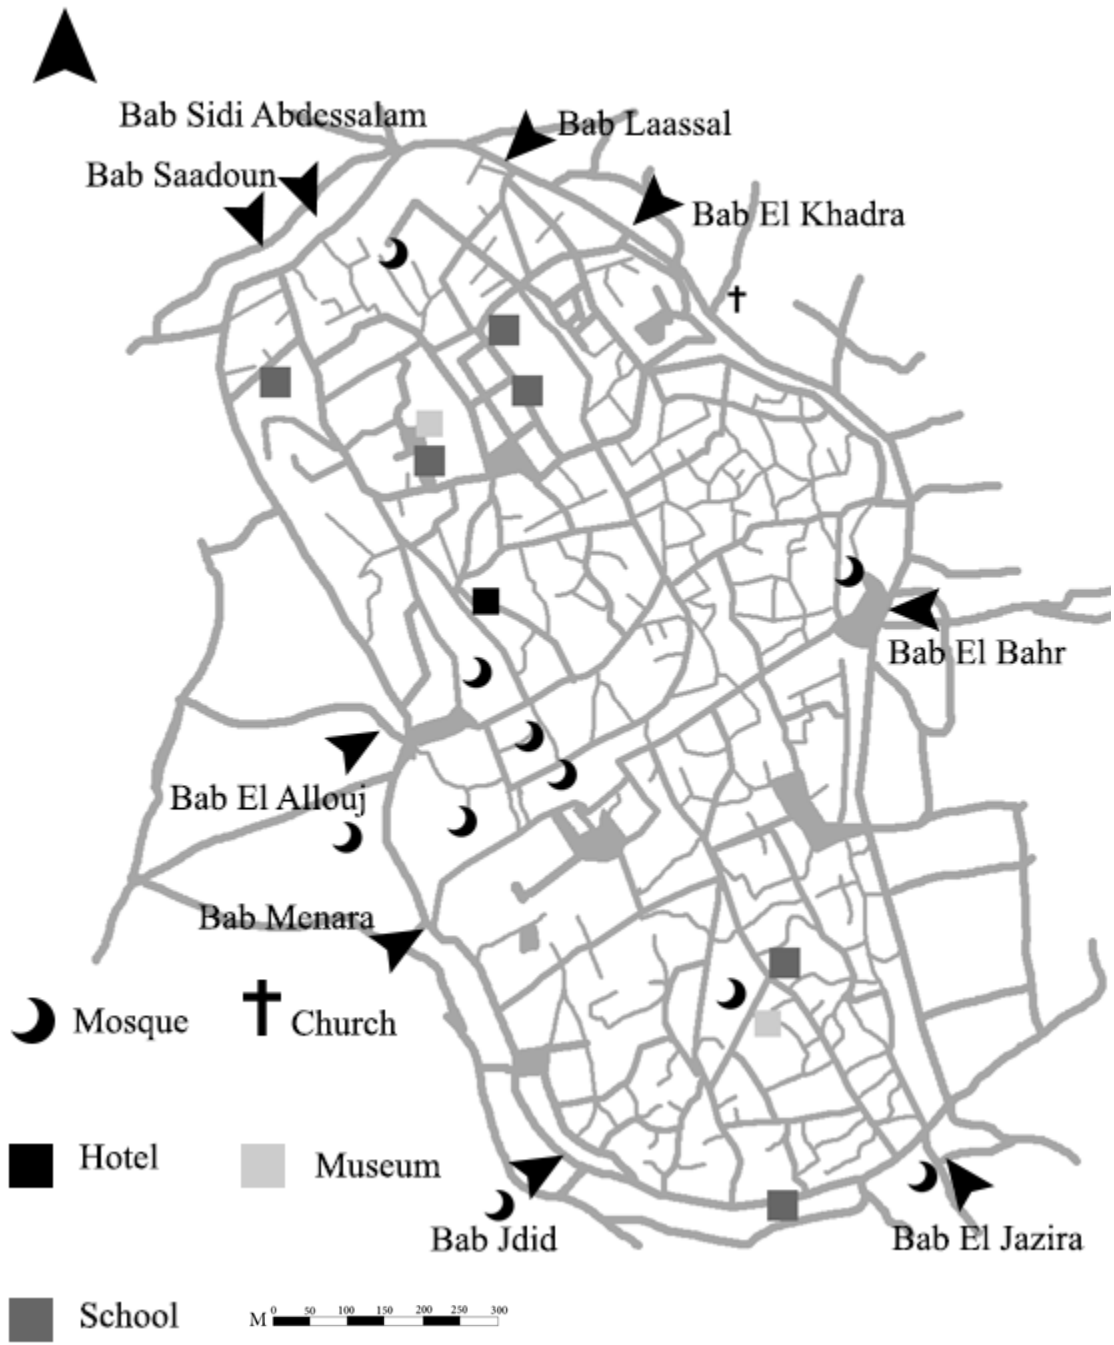 Bab Sidi Abdessalam
Bab Laassal
Bab Saadoun
Bab El Khadra
Bab El Bahr
Bab El Allouj
Bab Menara
Mosque
Church
Hotel
Museum
Bab Jdid
Bab El Jazira
School
M 0 50 100 150 200 250 300